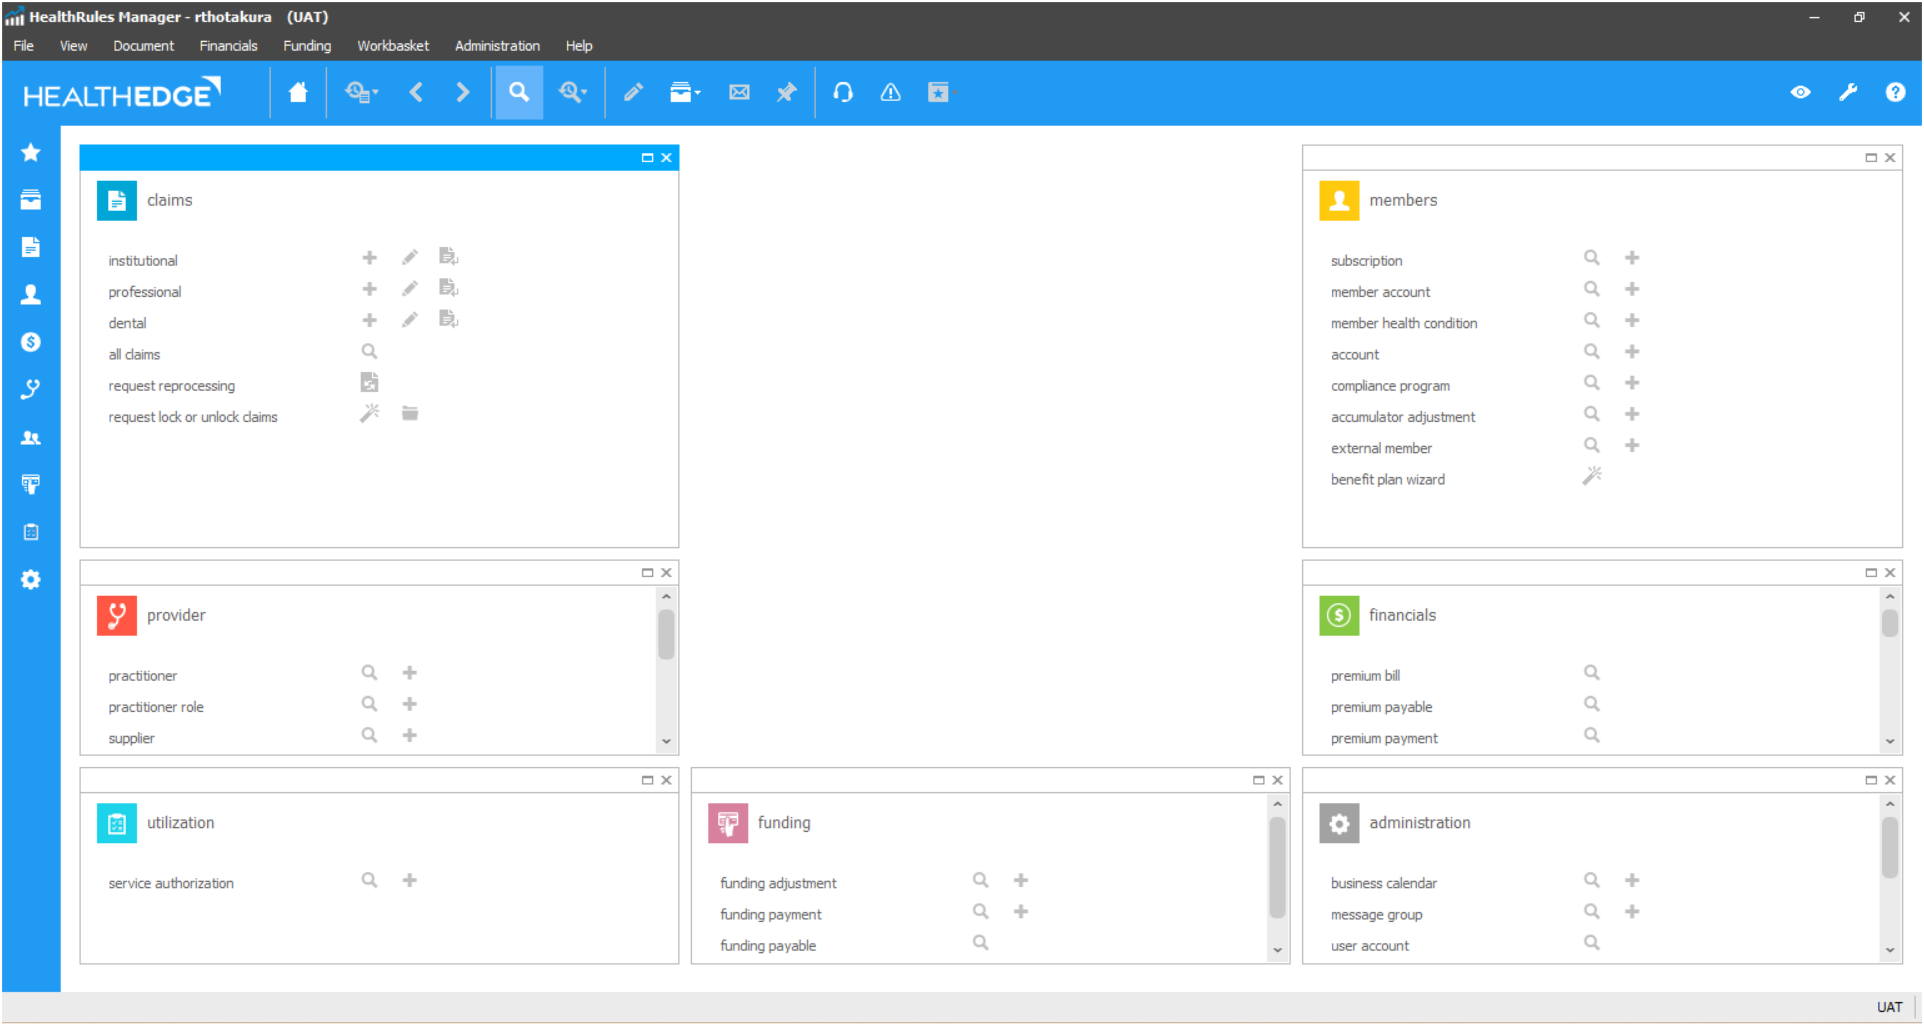 HealthRules Manager - rthotakura (UAT)
File View Document Financials Funding Workbasket Administration Help
HEALTHEDGE
claims
institutional
professional
dental
all claims
request reprocessing
request lock or unlock claims
members
subscription
member account
member health condition
account
compliance program
accumulator adjustment
external member
benefit plan wizard
provider
practitioner
practitioner role
supplier
financials
premium bill
premium payable
premium payment
utilization
service authorization
funding
funding adjustment
funding payment
funding payable
administration
business calendar
message group
user account
UAT